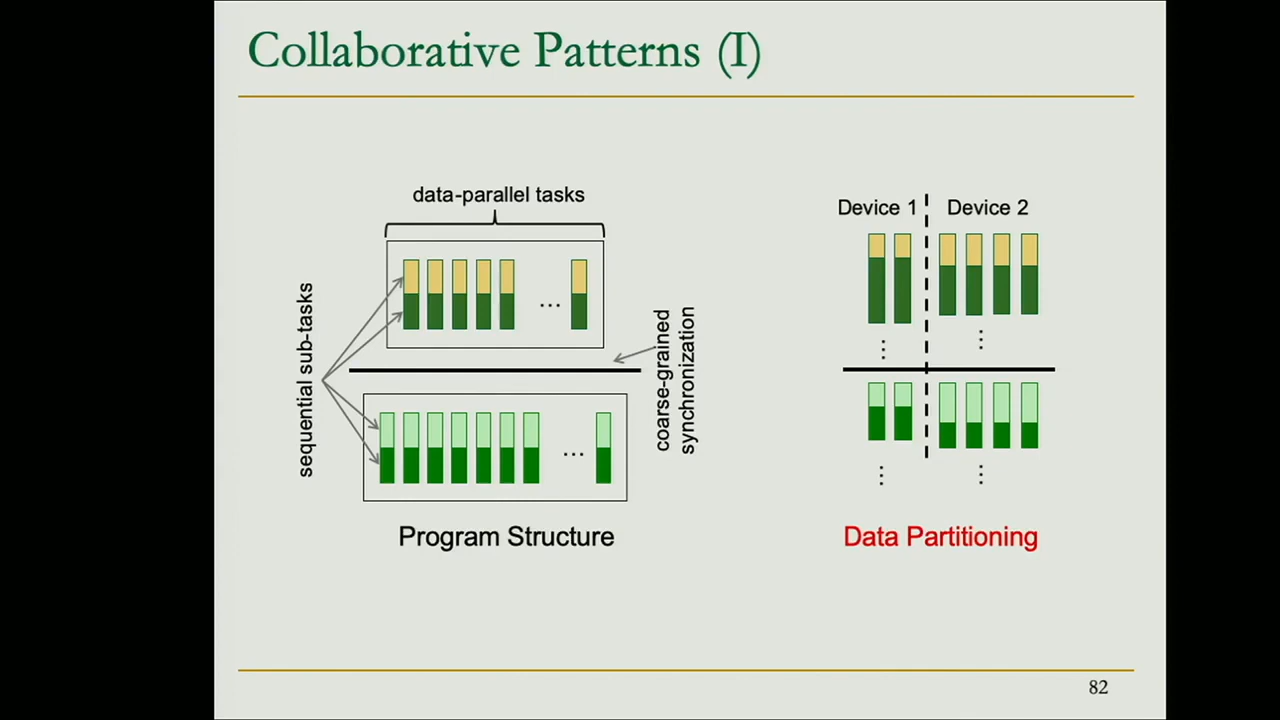 Collaborative Patterns (I)
data-parallel tasks
sequential sub-tasks
...
coarse-grained
synchronization
...
Program Structure
Device 1
Device 2
...
...
...
...
Data Partitioning
82